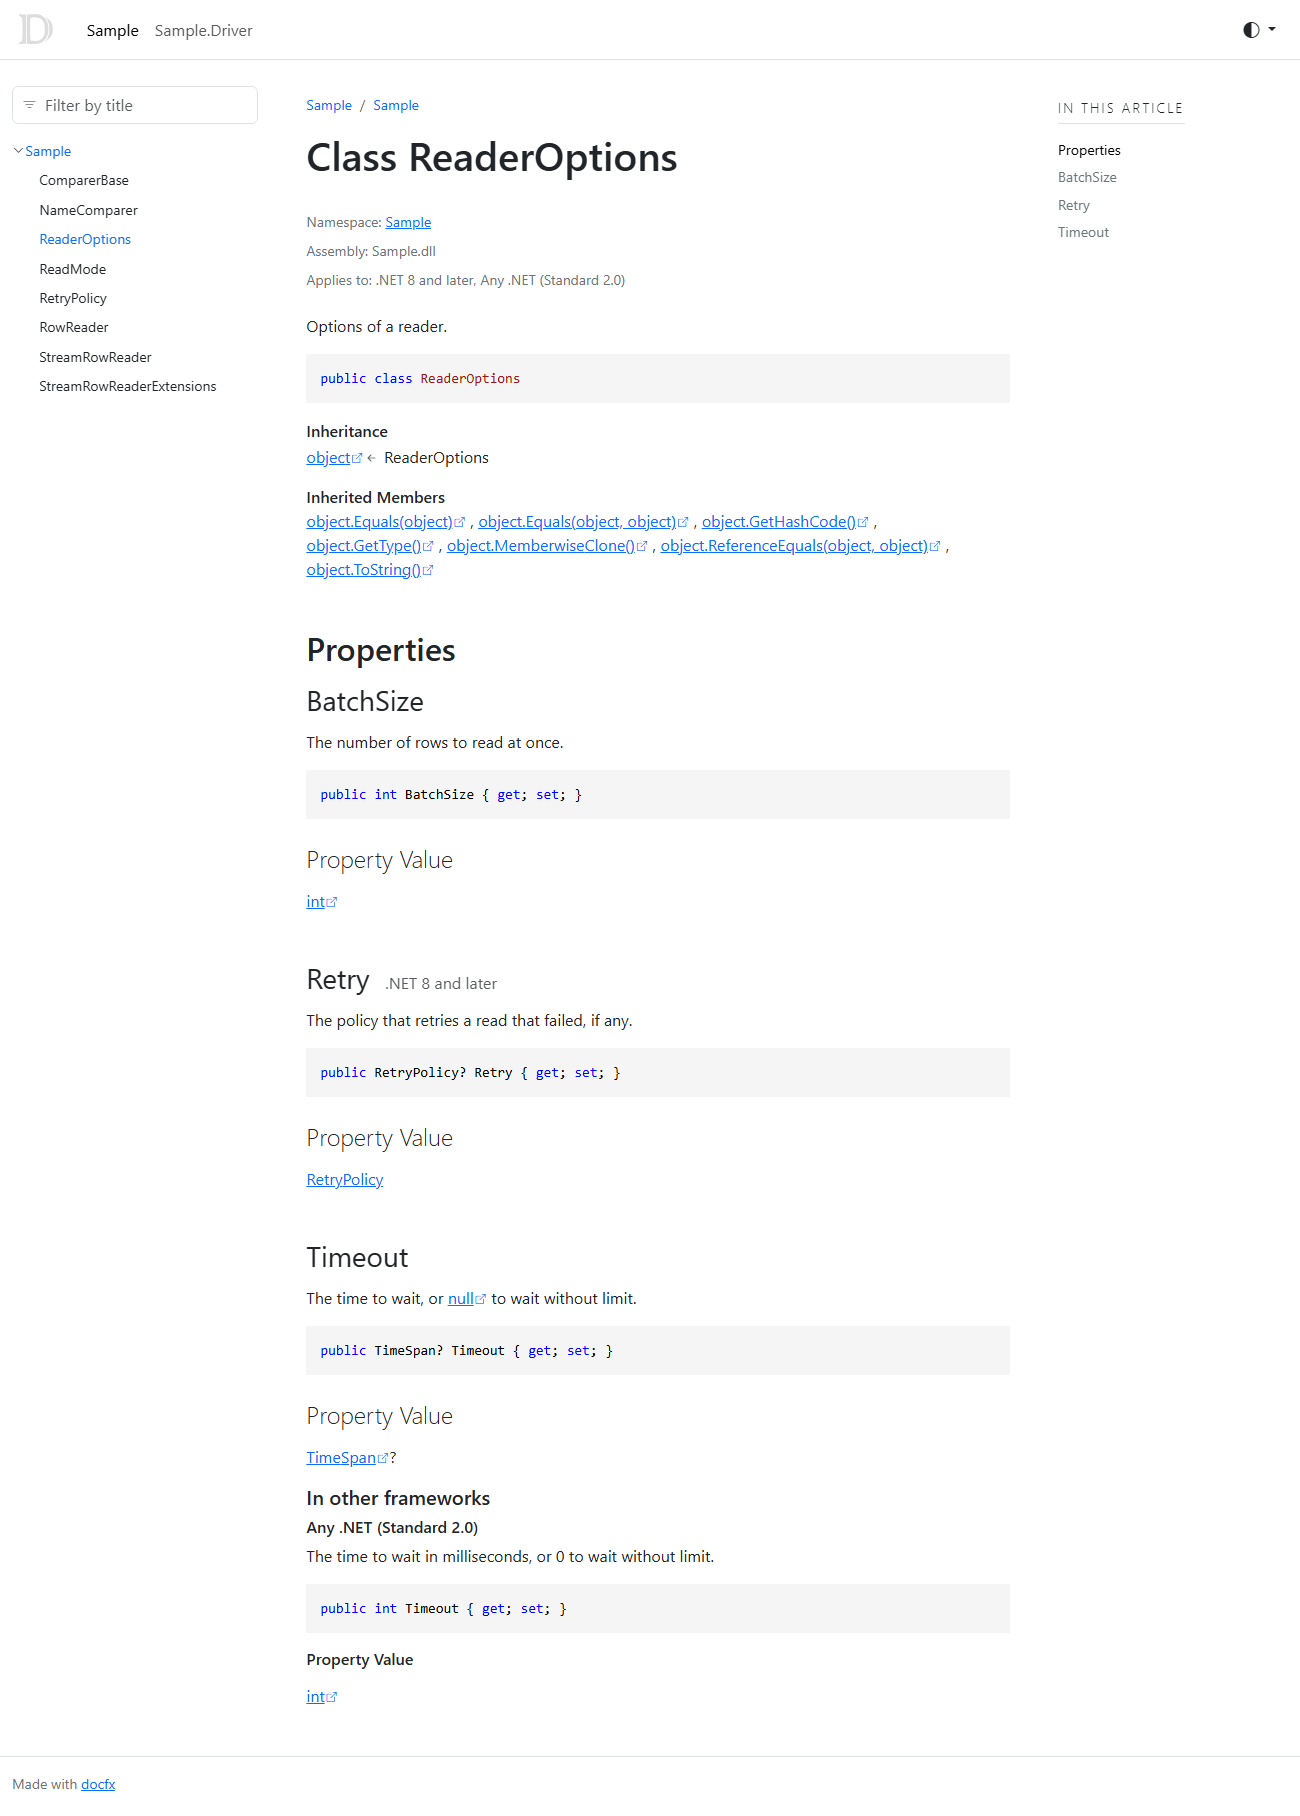 Sample Sample.Driver
Filter by title
Sample
ComparerBase
NameComparer
ReaderOptions
ReadMode
RetryPolicy
RowReader
StreamRowReader
StreamRowReaderExtensions
Sample / Sample
Class ReaderOptions
Namespace: Sample
Assembly: Sample.dll
Applies to: .NET 8 and later, Any .NET (Standard 2.0)
Options of a reader.
public class ReaderOptions
Inheritance
object ← ReaderOptions
Inherited Members
object.Equals(object) , object.Equals(object, object) , object.GetHashCode() ,
object.GetType() , object.MemberwiseClone() , object.ReferenceEquals(object, object) ,
object.ToString()
Properties
BatchSize
The number of rows to read at once.
public int BatchSize { get; set; }
Property Value
int
Retry .NET 8 and later
The policy that retries a read that failed, if any.
public RetryPolicy? Retry { get; set; }
Property Value
RetryPolicy
Timeout
The time to wait, or null to wait without limit.
public TimeSpan? Timeout { get; set; }
Property Value
TimeSpan?
In other frameworks
Any .NET (Standard 2.0)
The time to wait in milliseconds, or 0 to wait without limit.
public int Timeout { get; set; }
Property Value
int
IN THIS ARTICLE
Properties
BatchSize
Retry
Timeout
Made with docfx